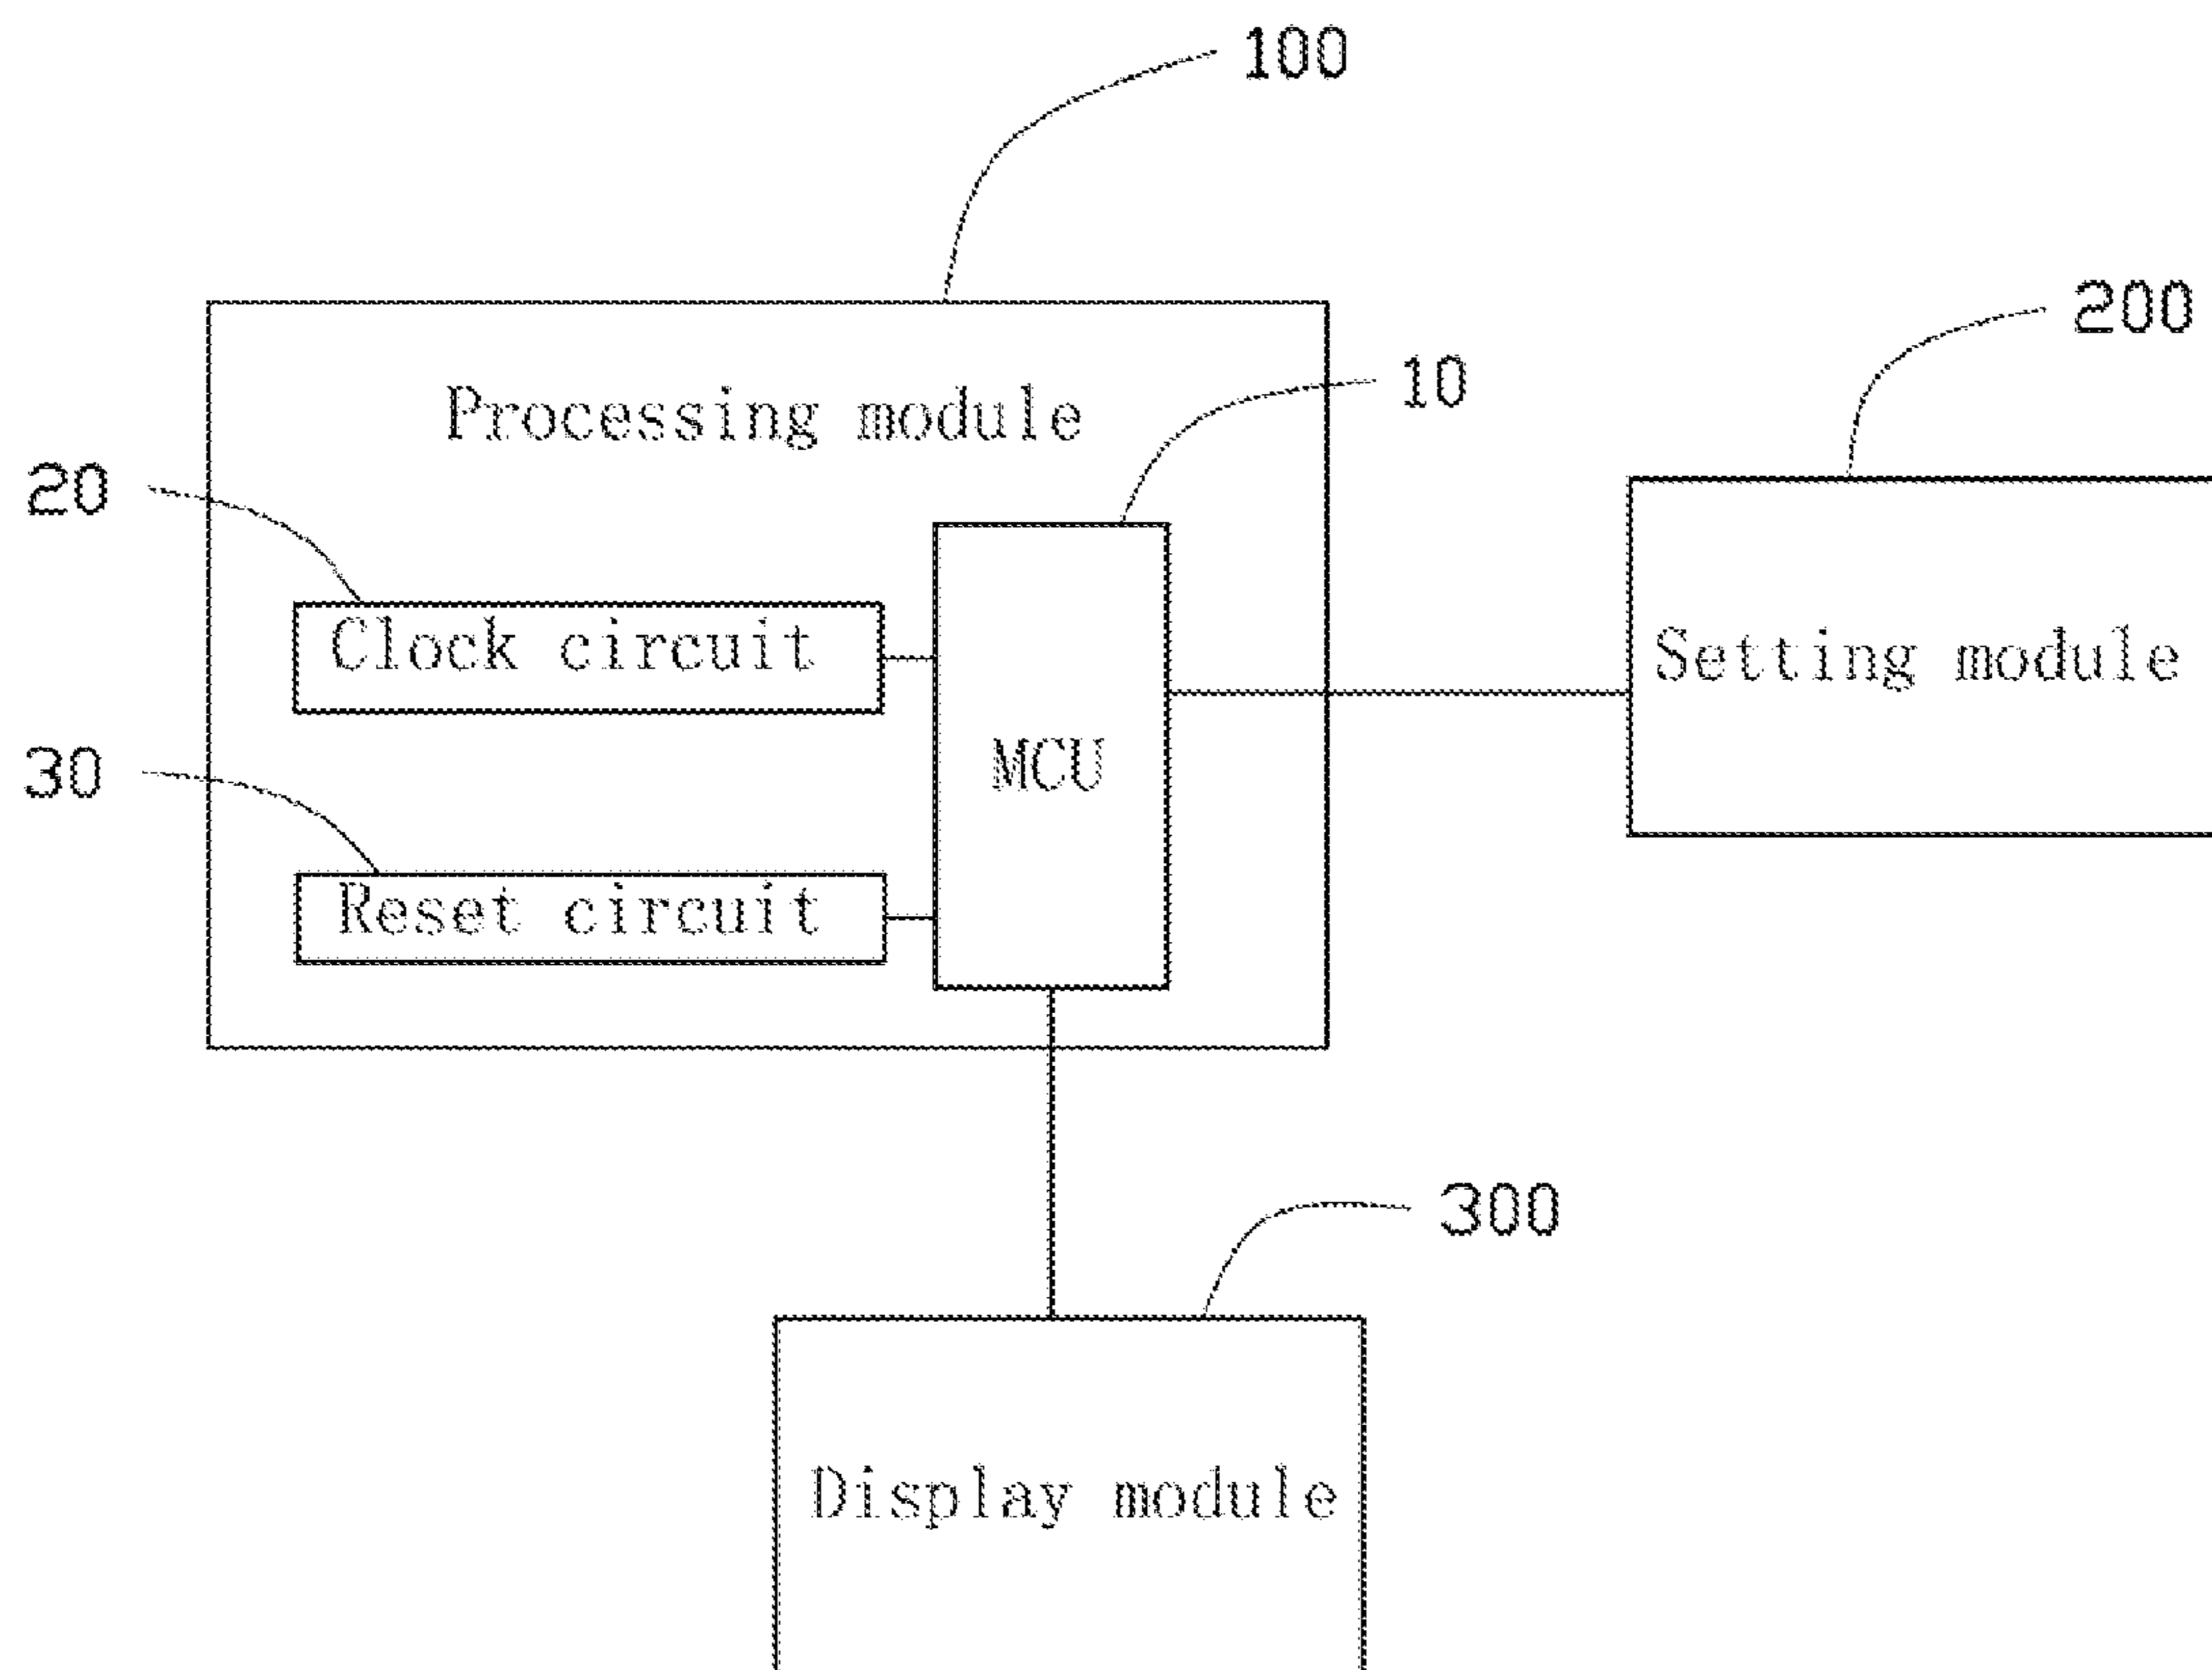 100
200
Processing module
10
20
Clock circuit
Setting module
MCU
30
Reset circuit
300
Display module